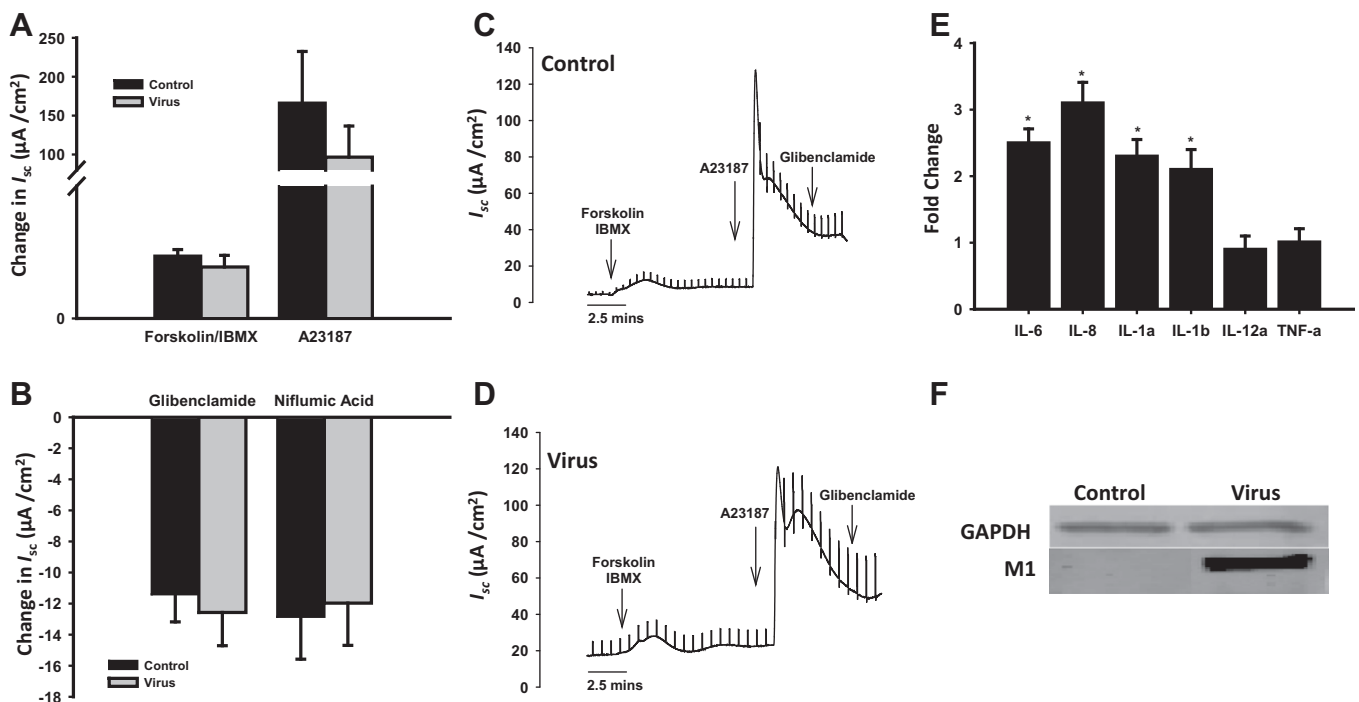 A
Change in Isc (μA /cm²)
250
200
150
100
0
Control
Virus
Forskolin/IBMX
A23187
B
Change in Isc (μA /cm²)
Glibenclamide
Niflumic Acid
0
-2
-4
-6
-8
-10
-12
-14
-16
-18
Control
Virus
C
Control
Isc (μA /cm²)
140
120
100
80
60
40
20
0
Forskolin
IBMX
A23187
Glibenclamide
2.5 mins
D
Virus
Isc (μA /cm²)
140
120
100
80
60
40
20
0
Forskolin
IBMX
A23187
Glibenclamide
2.5 mins
E
Fold Change
4
3
2
1
0
*
*
*
*
IL-6
IL-8
IL-1a
IL-1b
IL-12a
TNF-a
F
Control
Virus
GAPDH
M1